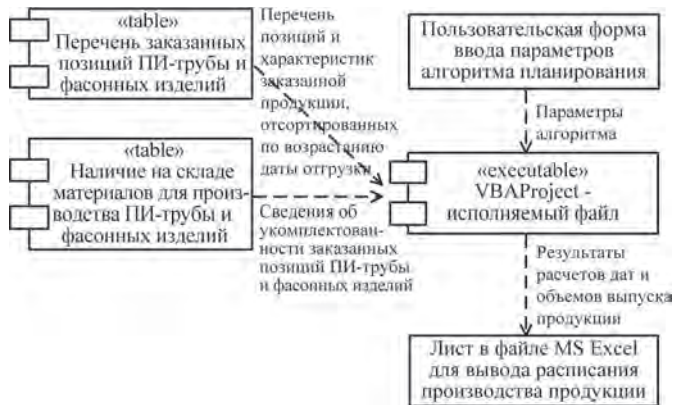 «table»
Перечень заказанных
позиций ПИ-трубы и
фасонных изделий
Перечень
позиций и
характеристик
заказанной
продукции,
отсортированных
по возрастанию
даты отгрузки
Пользовательская форма
ввода параметров
алгоритма планирования
Параметры
алгоритма
«table»
Наличие на складе
материалов для произ-
водства ПИ-трубы и
фасонных изделий
Сведения об
укомплектован-
ности заказанных
позиций ПИ-трубы
и фасонных изделий
«executable»
VBAProject -
исполняемый файл
Результаты
расчетов дат и
объемов выпуска
продукции
Лист в файле MS Excel
для вывода расписания
производства продукции